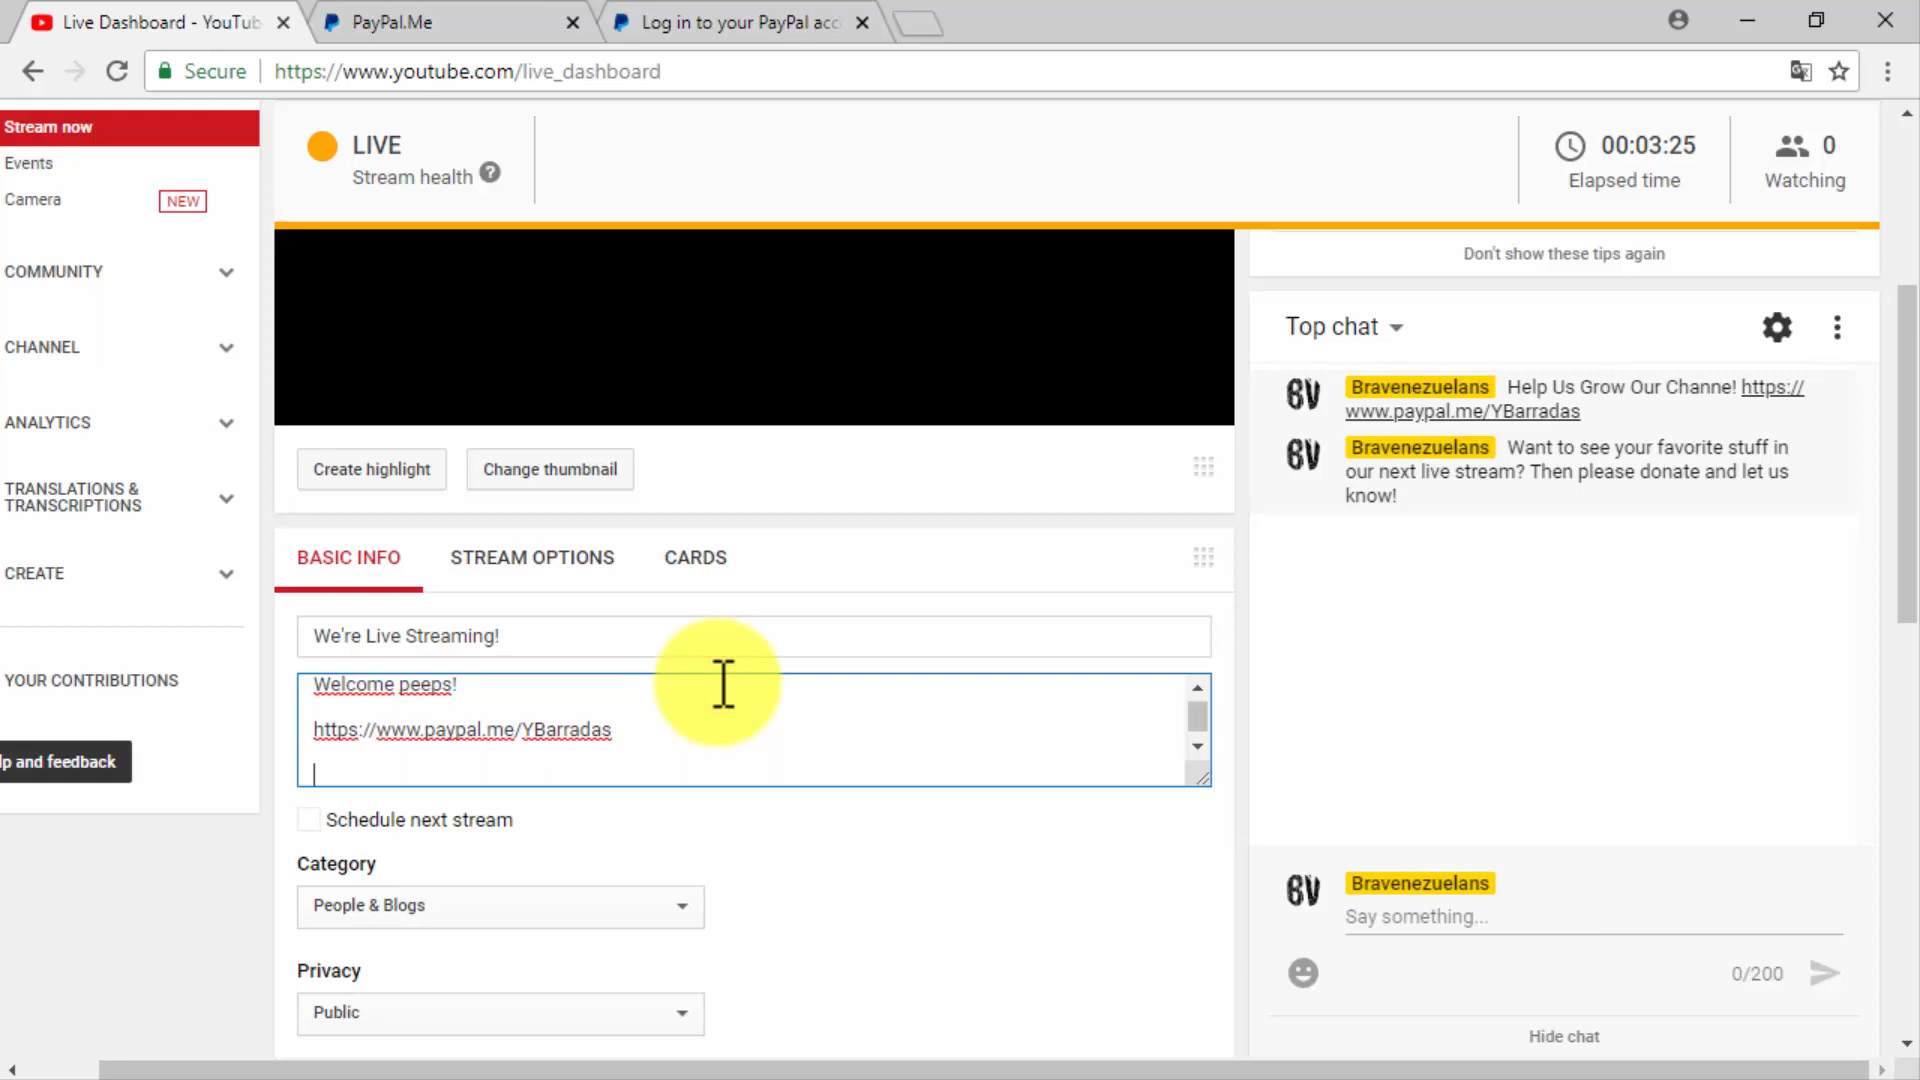 Live Dashboard - YouTub
PayPal.Me
Log in to your PayPal acc
Secure
https://www.youtube.com/live_dashboard
Stream now
Events
Camera
NEW
COMMUNITY
CHANNEL
ANALYTICS
TRANSLATIONS &
TRANSCRIPTIONS
CREATE
YOUR CONTRIBUTIONS
lp and feedback
LIVE
Stream health
?
00:03:25
Elapsed time
0
Watching
Create highlight
Change thumbnail
BASIC INFO
STREAM OPTIONS
CARDS
We're Live Streaming!
Welcome peeps!
https://www.paypal.me/YBarradas
Schedule next stream
Category
People & Blogs
Privacy
Public
Don't show these tips again
Top chat
BV
Bravenezuelans Help Us Grow Our Channe! https://
www.paypal.me/YBarradas
BV
Bravenezuelans Want to see your favorite stuff in
our next live stream? Then please donate and let us
know!
BV
Bravenezuelans
Say something...
0/200
Hide chat